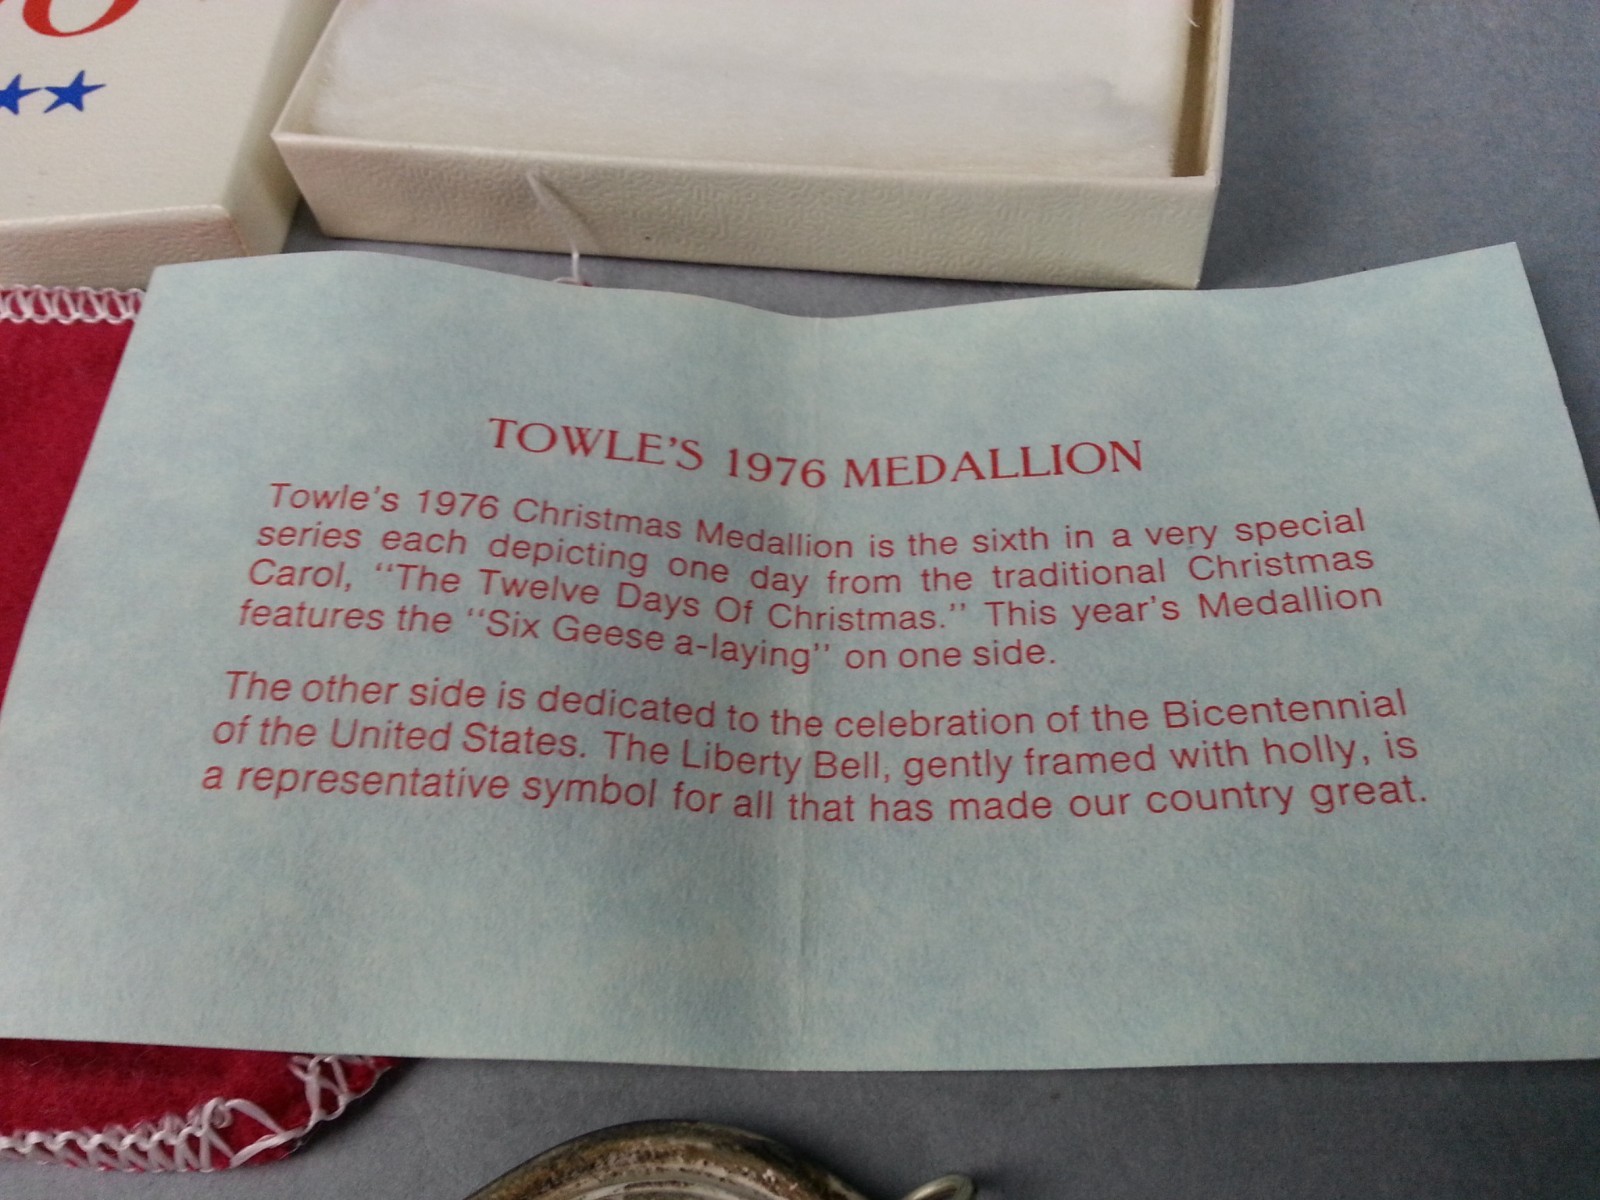 TOWLE'S 1976 MEDALLION
Towle's 1976 Christmas Medallion is the sixth in a very special
series each depicting one day from the traditional Christmas
Carol, "The Twelve Days Of Christmas." This year's Medallion
features the "Six Geese a-laying" on one side.
The other side is dedicated to the celebration of the Bicentennial
of the United States. The Liberty Bell, gently framed with holly, is
a representative symbol for all that has made our country great.